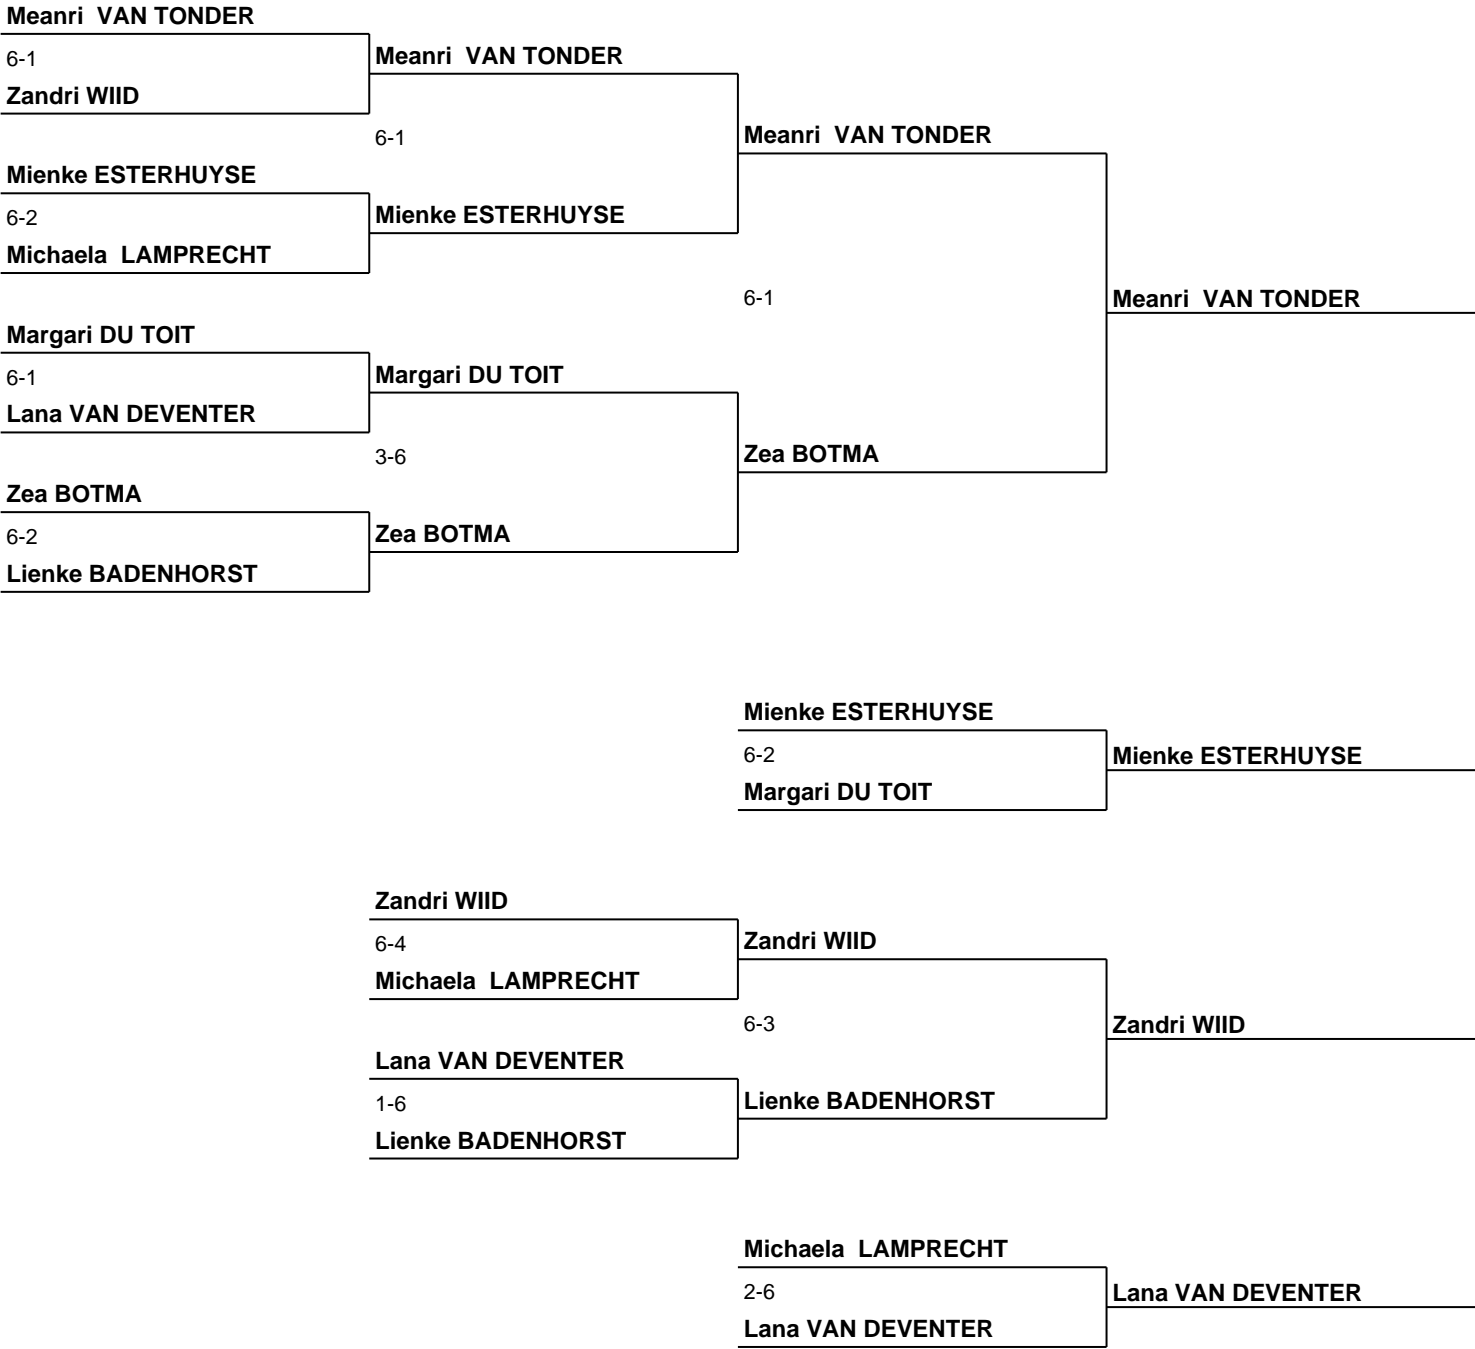 Meanri  VAN TONDER
6-1
Zandri WIID
Meanri  VAN TONDER
6-1
Mienke ESTERHUYSE
6-2
Michaela  LAMPRECHT
Mienke ESTERHUYSE
Meanri  VAN TONDER
6-1
Meanri  VAN TONDER
Margari DU TOIT
6-1
Lana VAN DEVENTER
Margari DU TOIT
3-6
Zea BOTMA
Zea BOTMA
6-2
Lienke BADENHORST
Zea BOTMA
Mienke ESTERHUYSE
6-2
Margari DU TOIT
Mienke ESTERHUYSE
Zandri WIID
6-4
Michaela  LAMPRECHT
Zandri WIID
6-3
Zandri WIID
Lana VAN DEVENTER
1-6
Lienke BADENHORST
Lienke BADENHORST
Michaela  LAMPRECHT
2-6
Lana VAN DEVENTER
Lana VAN DEVENTER